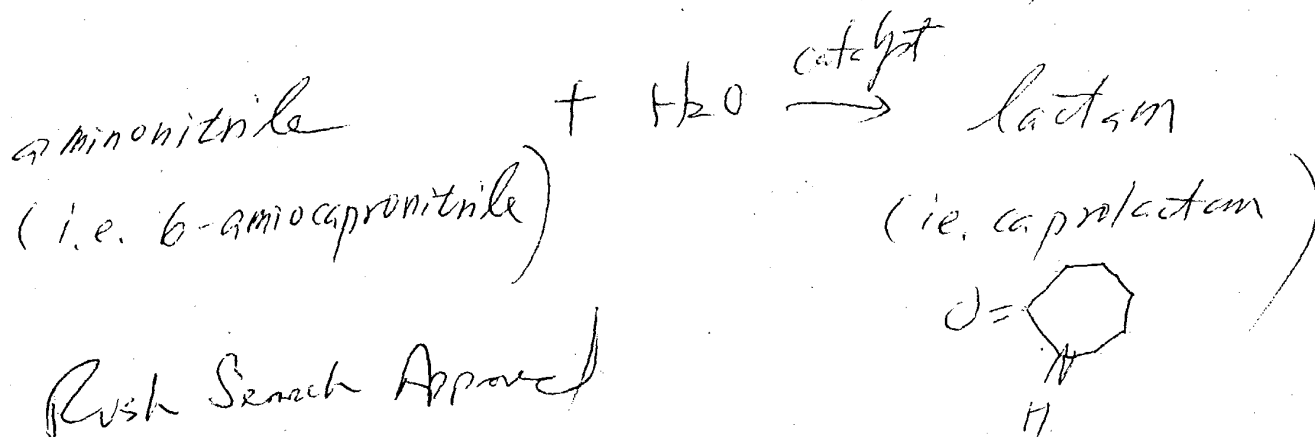 aminonitrile + H2O catalyst → lactam
(i.e. 6-amiocapronitrile) (ie. caprolactam)
O= N H
Rush Search Approved